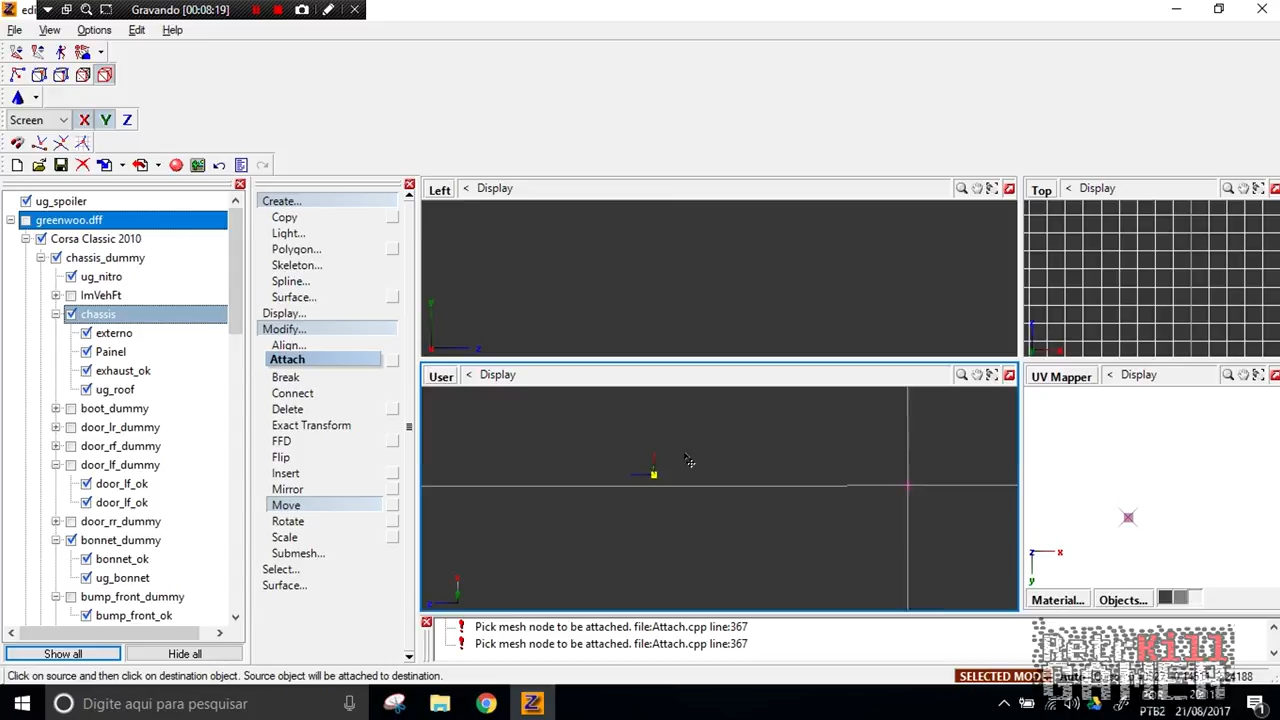 edi
Gravando [00:08:19]
File View Options Edit Help
Screen X Y Z
ug_spoiler
greenwoo.dff
Corsa Classic 2010
chassis_dummy
ug_nitro
lmVehFt
chassis
externo
Painel
exhaust_ok
ug_roof
boot_dummy
door_lr_dummy
door_rf_dummy
door_lf_dummy
door_lf_ok
door_lf_ok
door_rr_dummy
bonnet_dummy
bonnet_ok
ug_bonnet
bump_front_dummy
bump_front_ok
Show all Hide all
Create...
Copy
Light...
Polygon...
Skeleton...
Spline...
Surface...
Display...
Modify...
Align...
Attach
Break
Connect
Delete
Exact Transform
FFD
Flip
Insert
Mirror
Move
Rotate
Scale
Submesh...
Select...
Surface...
Left < Display
y
z
Top < Display
User < Display
UV Mapper < Display
z x
y
Material... Objects...
Pick mesh node to be attached. file:Attach.cpp line:367
Pick mesh node to be attached. file:Attach.cpp line:367
Click on source and then click on destination object. Source object will be attached to destination.
SELECTED MODE Auto
RetrKill
GAMER
Digite aqui para pesquisar
PTB2 21/08/2017